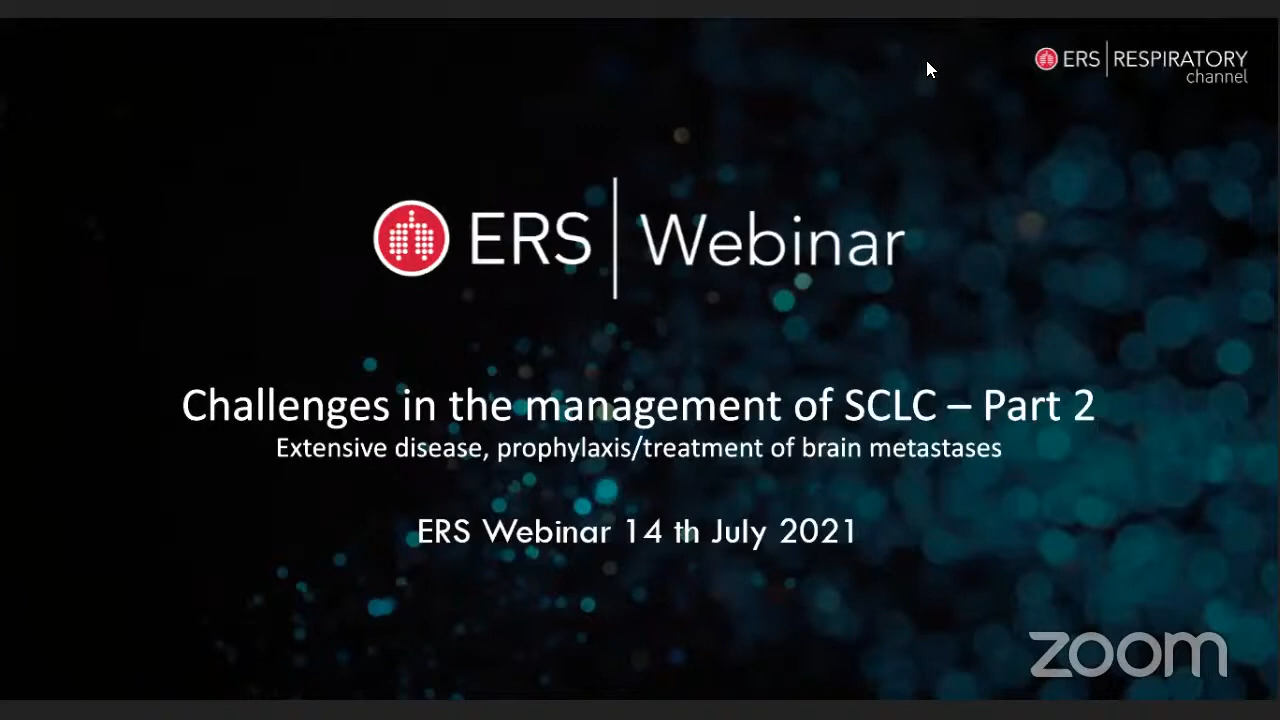 ERS | RESPIRATORY
channel
ERS | Webinar
Challenges in the management of SCLC – Part 2
Extensive disease, prophylaxis/treatment of brain metastases
ERS Webinar 14 th July 2021
zoom